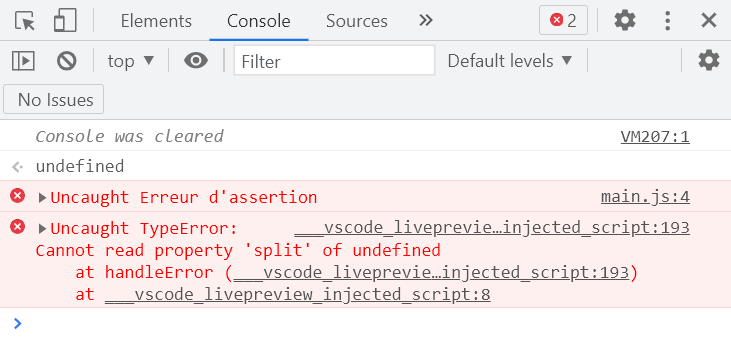 Elements Console Sources 2
top Filter Default levels
No Issues
Console was cleared VM207:1
undefined
Uncaught Erreur d'assertion main.js:4
Uncaught TypeError: ___vscode_liveprevie…injected_script:193
Cannot read property 'split' of undefined
at handleError (___vscode_liveprevie…injected_script:193)
at ___vscode_livepreview_injected_script:8